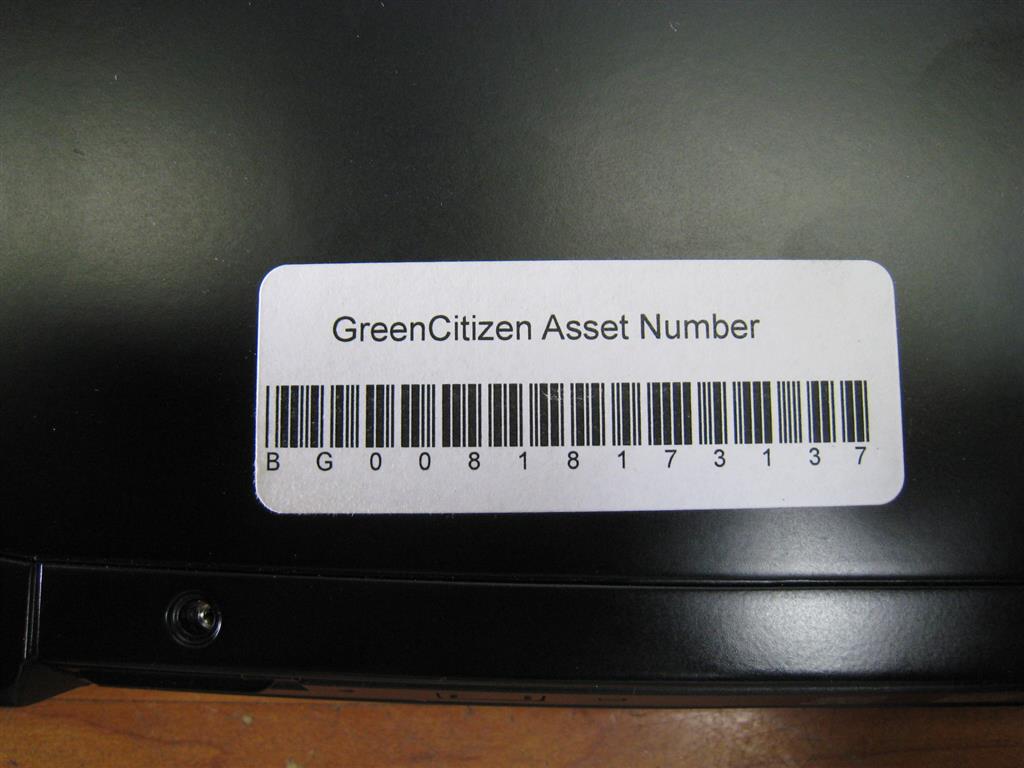 GreenCitizen Asset Number
B G 0 0 8 1 8 1 7 3 1 3 7